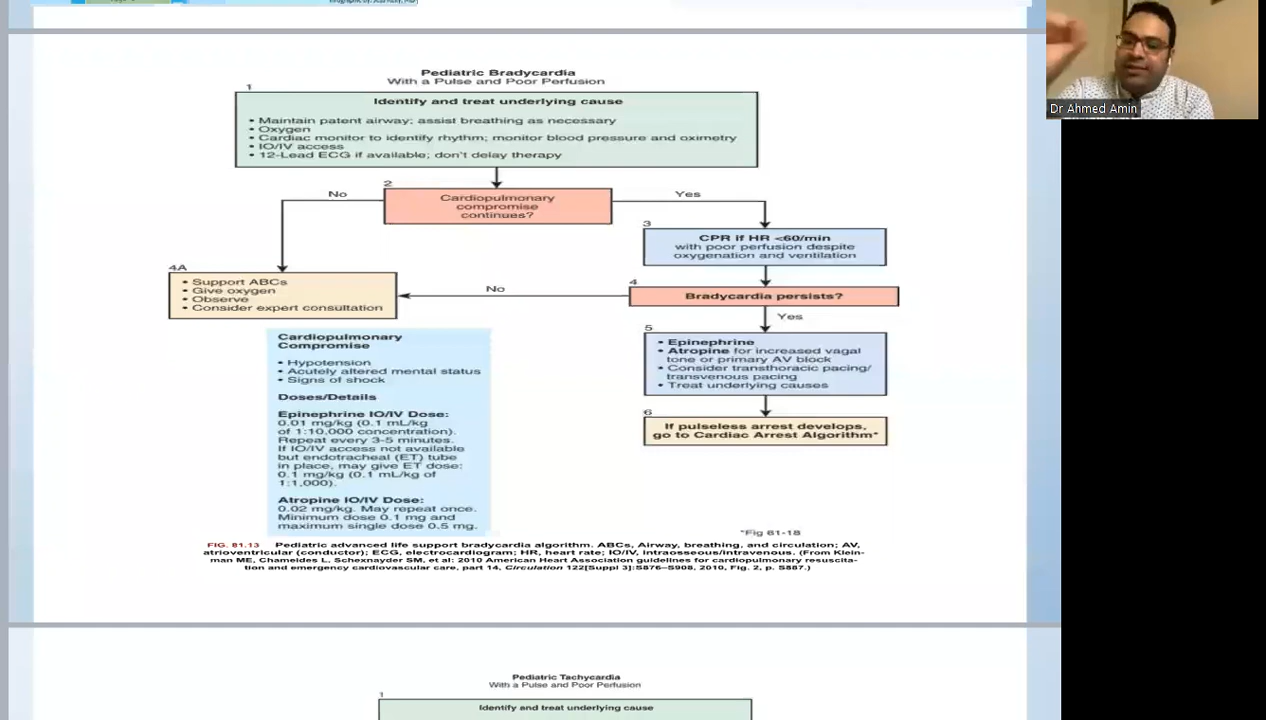 Dr Ahmed Amin
Pediatric Bradycardia
With a Pulse and Poor Perfusion
1
Identify and treat underlying cause
• Maintain patent airway; assist breathing as necessary
• Oxygen
• Cardiac monitor to identify rhythm; monitor blood pressure and oximetry
• IO/IV access
• 12-Lead ECG if available; don't delay therapy
2
Cardiopulmonary
compromise
continues?
No
Yes
3
CPR if HR <60/min
with poor perfusion despite
oxygenation and ventilation
4A
• Support ABCs
• Give oxygen
• Observe
• Consider expert consultation
No
4
Bradycardia persists?
Yes
5
• Epinephrine
• Atropine for increased vagal
tone or primary AV block
• Consider transthoracic pacing/
transvenous pacing
• Treat underlying causes
6
If pulseless arrest develops,
go to Cardiac Arrest Algorithm*
Cardiopulmonary
Compromise
• Hypotension
• Acutely altered mental status
• Signs of shock
Doses/Details
Epinephrine IO/IV Dose:
0.01 mg/kg (0.1 mL/kg
of 1:10,000 concentration).
Repeat every 3-5 minutes.
If IO/IV access not available
but endotracheal (ET) tube
in place, may give ET dose:
0.1 mg/kg (0.1 mL/kg of
1:1,000).
Atropine IO/IV Dose:
0.02 mg/kg. May repeat once.
Minimum dose 0.1 mg and
maximum single dose 0.5 mg.
*Fig 81-18
FIG. 81.13 Pediatric advanced life support bradycardia algorithm. ABCs, Airway, breathing, and circulation; AV,
atrioventricular (conductor); ECG, electrocardiogram; HR, heart rate; IO/IV, intraosseous/intravenous. (From Klein-
man ME, Chameides L, Schexnayder SM, et al: 2010 American Heart Association guidelines for cardiopulmonary resuscita-
tion and emergency cardiovascular care, part 14, Circulation 122[Suppl 3]:S876–S908, 2010, Fig. 2, p. S887.)
Pediatric Tachycardia
With a Pulse and Poor Perfusion
1
Identify and treat underlying cause